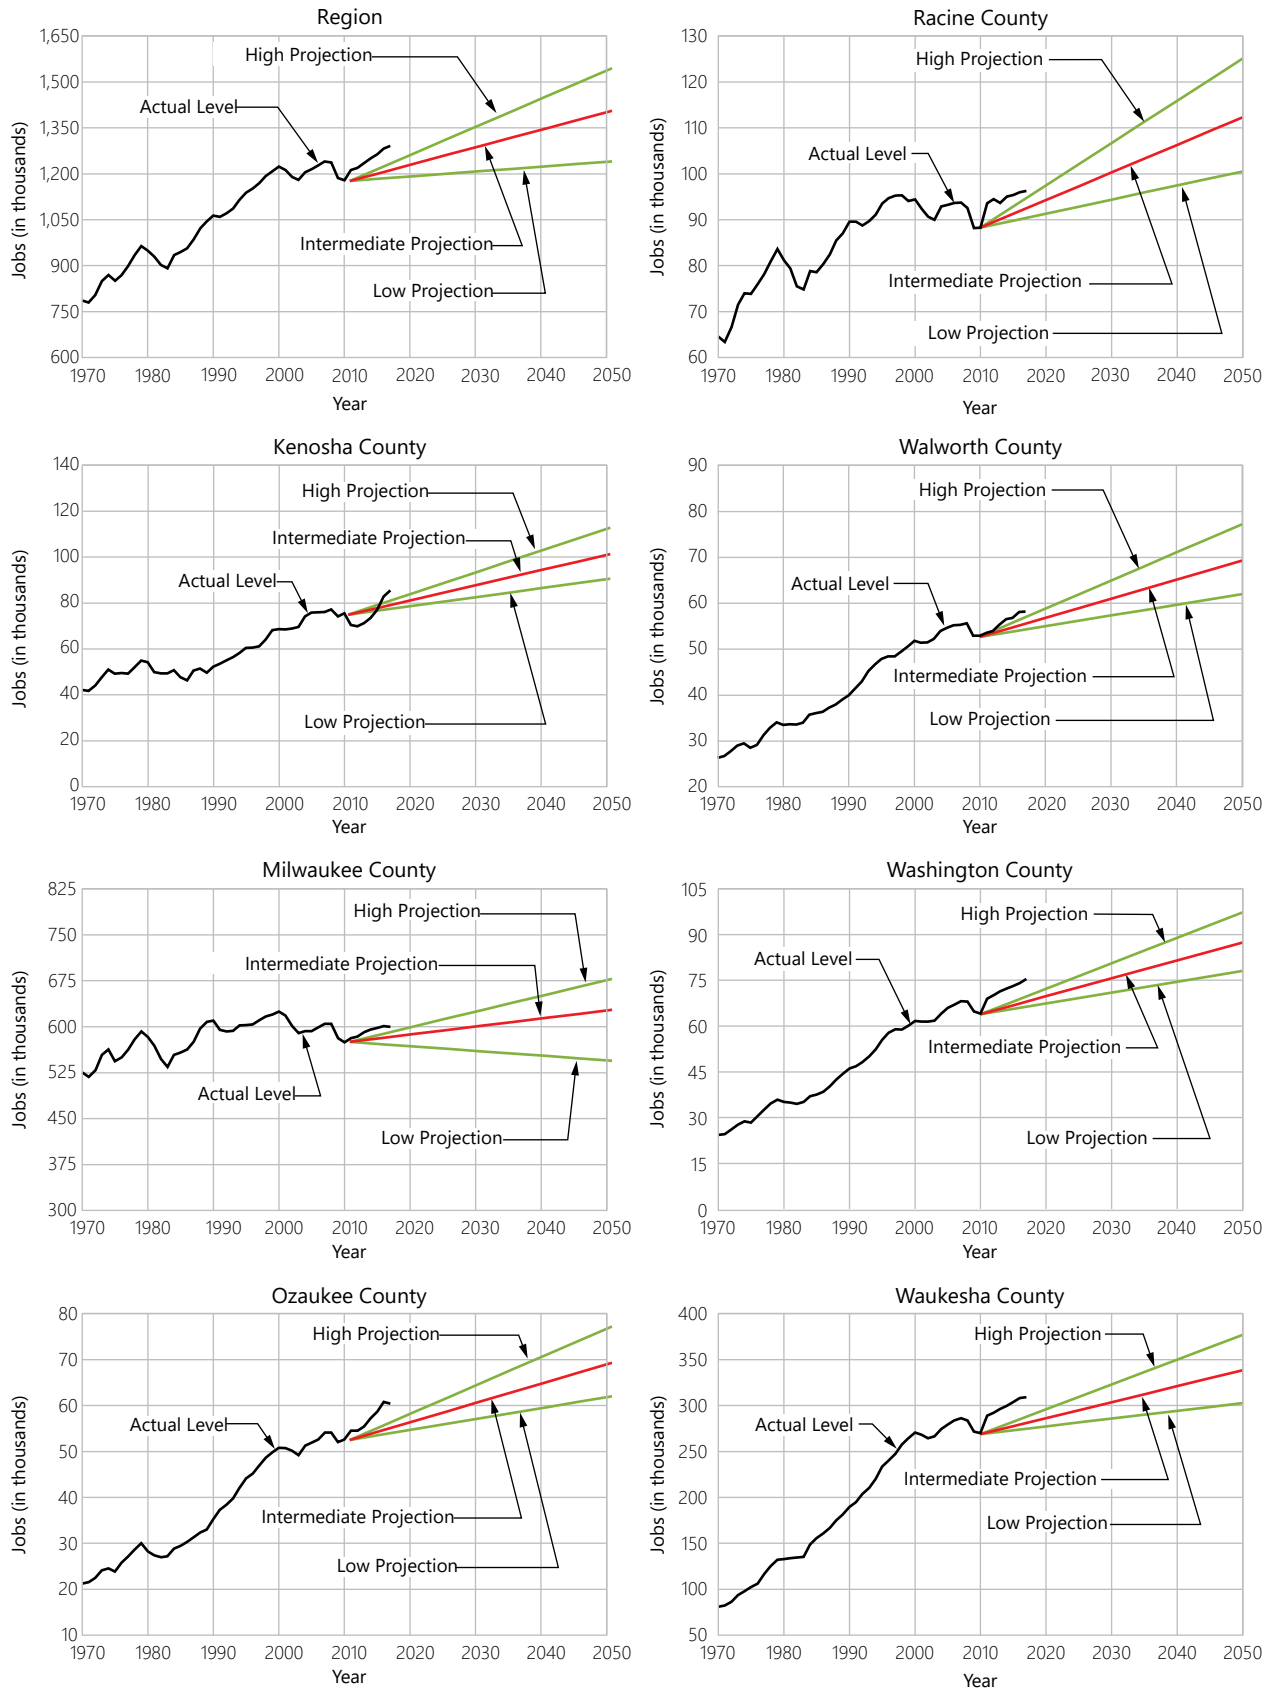 Region
Jobs (in thousands)
1,650
1,500
1,350
1,200
1,050
900
750
600
High Projection
Actual Level
Intermediate Projection
Low Projection
1970 1980 1990 2000 2010 2020 2030 2040 2050
Year
Racine County
Jobs (in thousands)
130
120
110
100
90
80
70
60
High Projection
Actual Level
Intermediate Projection
Low Projection
1970 1980 1990 2000 2010 2020 2030 2040 2050
Year
Kenosha County
Jobs (in thousands)
140
120
100
80
60
40
20
0
High Projection
Intermediate Projection
Actual Level
Low Projection
1970 1980 1990 2000 2010 2020 2030 2040 2050
Year
Walworth County
Jobs (in thousands)
90
80
70
60
50
40
30
20
High Projection
Actual Level
Intermediate Projection
Low Projection
1970 1980 1990 2000 2010 2020 2030 2040 2050
Year
Milwaukee County
Jobs (in thousands)
825
750
675
600
525
450
375
300
High Projection
Intermediate Projection
Actual Level
Low Projection
1970 1980 1990 2000 2010 2020 2030 2040 2050
Year
Washington County
Jobs (in thousands)
105
90
75
60
45
30
15
0
High Projection
Actual Level
Intermediate Projection
Low Projection
1970 1980 1990 2000 2010 2020 2030 2040 2050
Year
Ozaukee County
Jobs (in thousands)
80
70
60
50
40
30
20
10
High Projection
Actual Level
Intermediate Projection
Low Projection
1970 1980 1990 2000 2010 2020 2030 2040 2050
Year
Waukesha County
Jobs (in thousands)
400
350
300
250
200
150
100
50
High Projection
Actual Level
Intermediate Projection
Low Projection
1970 1980 1990 2000 2010 2020 2030 2040 2050
Year